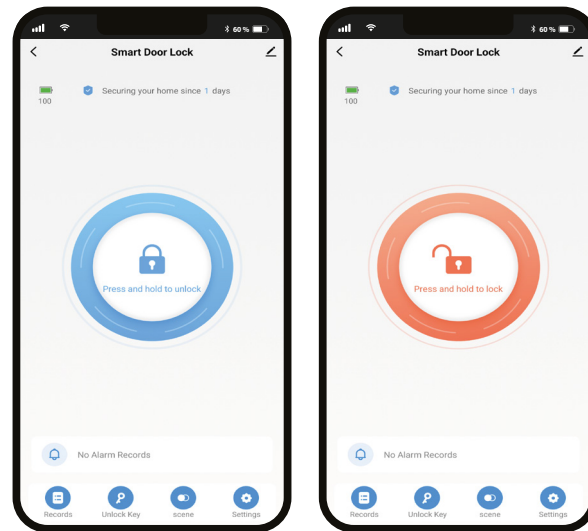 60 %
Smart Door Lock
100
Securing your home since 1 days
Press and hold to unlock
No Alarm Records
Records
Unlock Key
scene
Settings
60 %
Smart Door Lock
100
Securing your home since 1 days
Press and hold to lock
No Alarm Records
Records
Unlock Key
scene
Settings